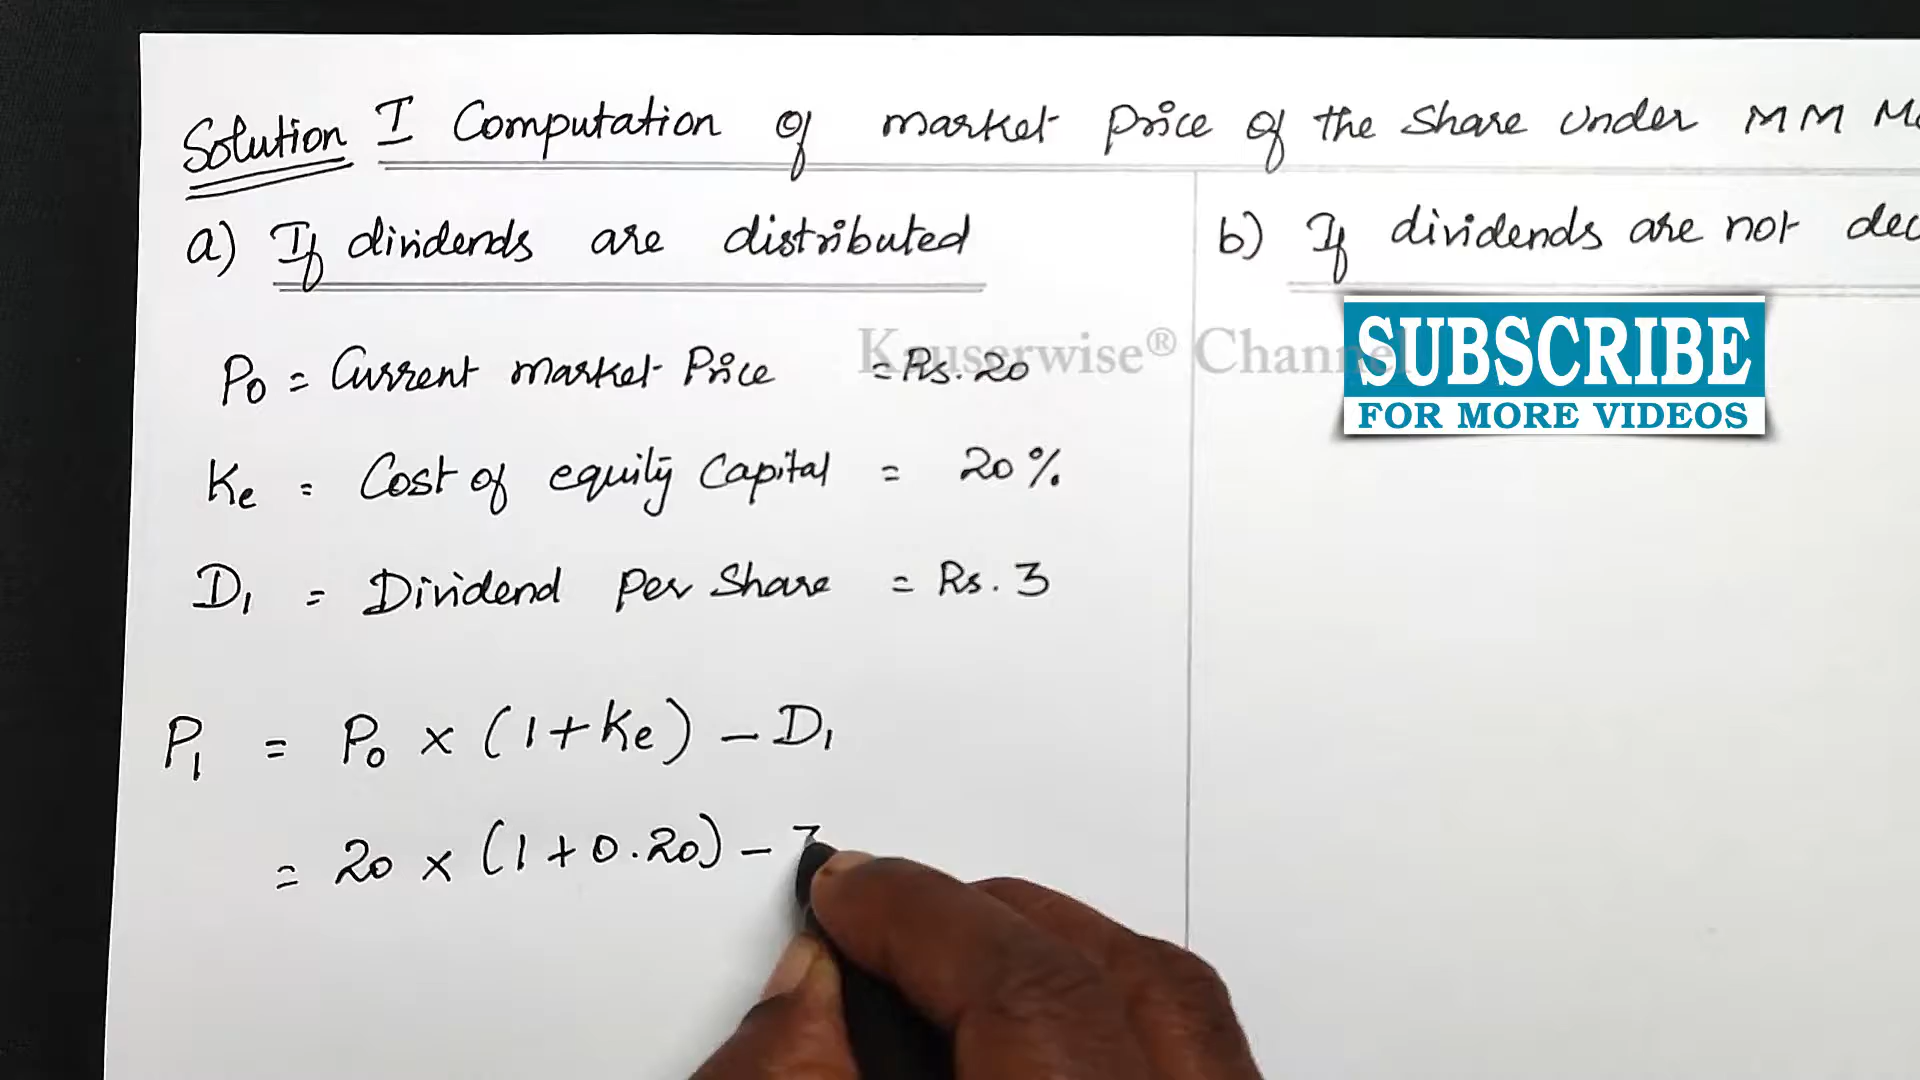 Solution I Computation of market Price of the Share Under MM
a) If dividends are distributed
P0 = Current market Price = Rs. 20
Ke = Cost of equity Capital = 20%
D1 = Dividend Per Share = Rs. 3
P1 = P0 × (1+Ke) – D1
= 20 × (1+0.20) –
b) If dividends are not
Kauserwise® Channel
SUBSCRIBE
FOR MORE VIDEOS